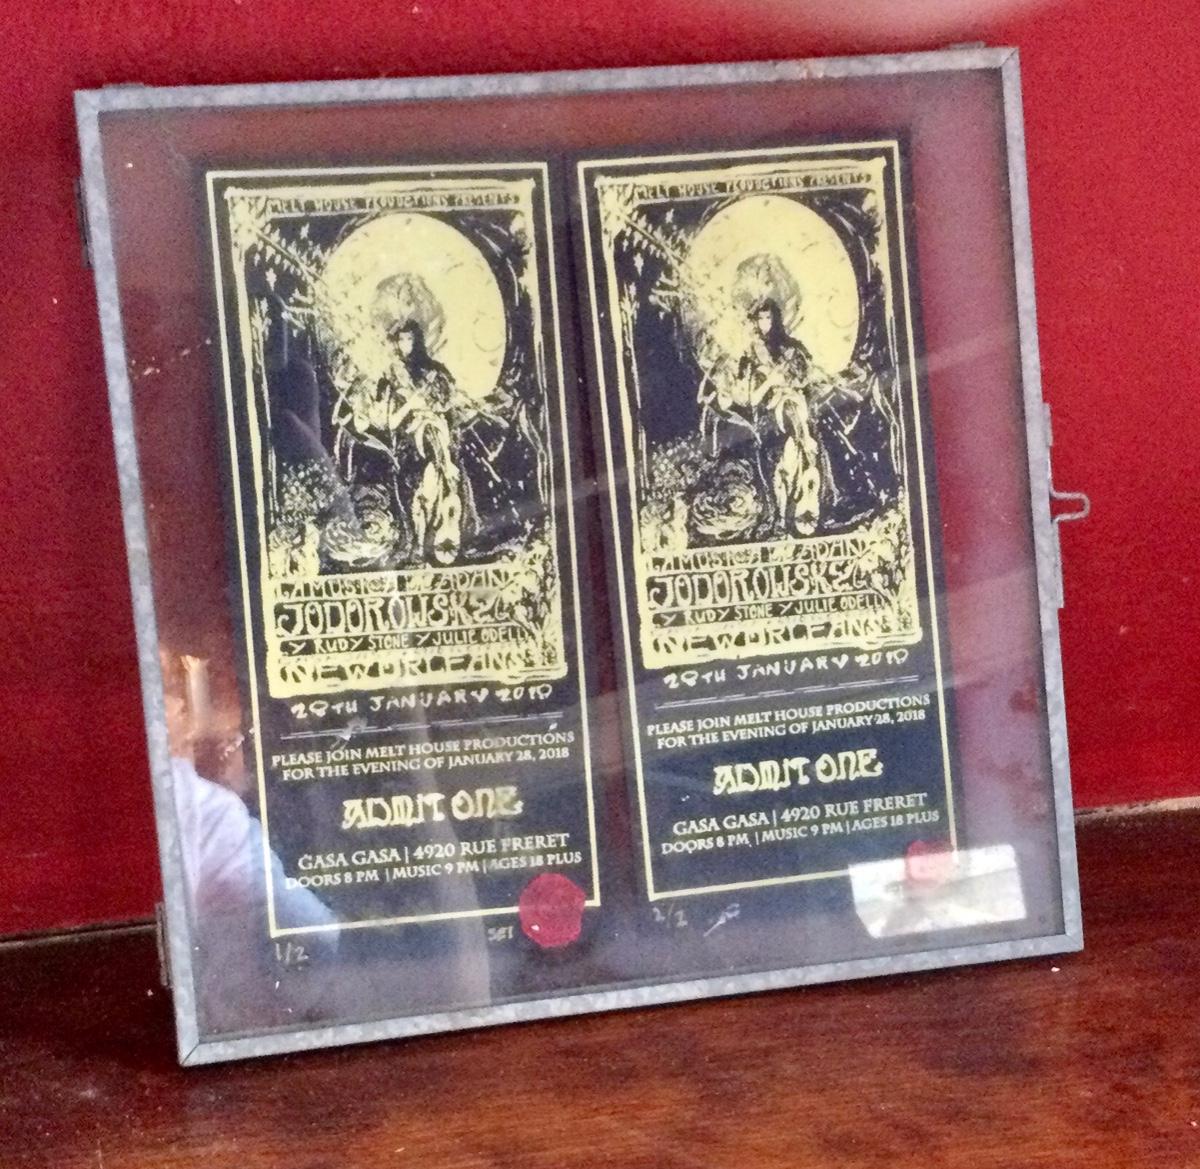 MELT HOUSE PRODUCTIONS PRESENTS
LA MUSICA DE ADAN
JODOROWSKY
Y RUDY STONE Y JULIE ODELL
NEW ORLEANS
28TH JANUARY 2018
PLEASE JOIN MELT HOUSE PRODUCTIONS
FOR THE EVENING OF JANUARY 28, 2018
ADMIT ONE
GASA GASA | 4920 RUE FRERET
DOORS 8 PM | MUSIC 9 PM | AGES 18 PLUS
1/2
MELT HOUSE PRODUCTIONS PRESENTS
LA MUSICA DE ADAN
JODOROWSKY
Y RUDY STONE Y JULIE ODELL
NEW ORLEANS
28TH JANUARY 2018
PLEASE JOIN MELT HOUSE PRODUCTIONS
FOR THE EVENING OF JANUARY 28, 2018
ADMIT ONE
GASA GASA | 4920 RUE FRERET
DOORS 8 PM | MUSIC 9 PM | AGES 18 PLUS
2/2